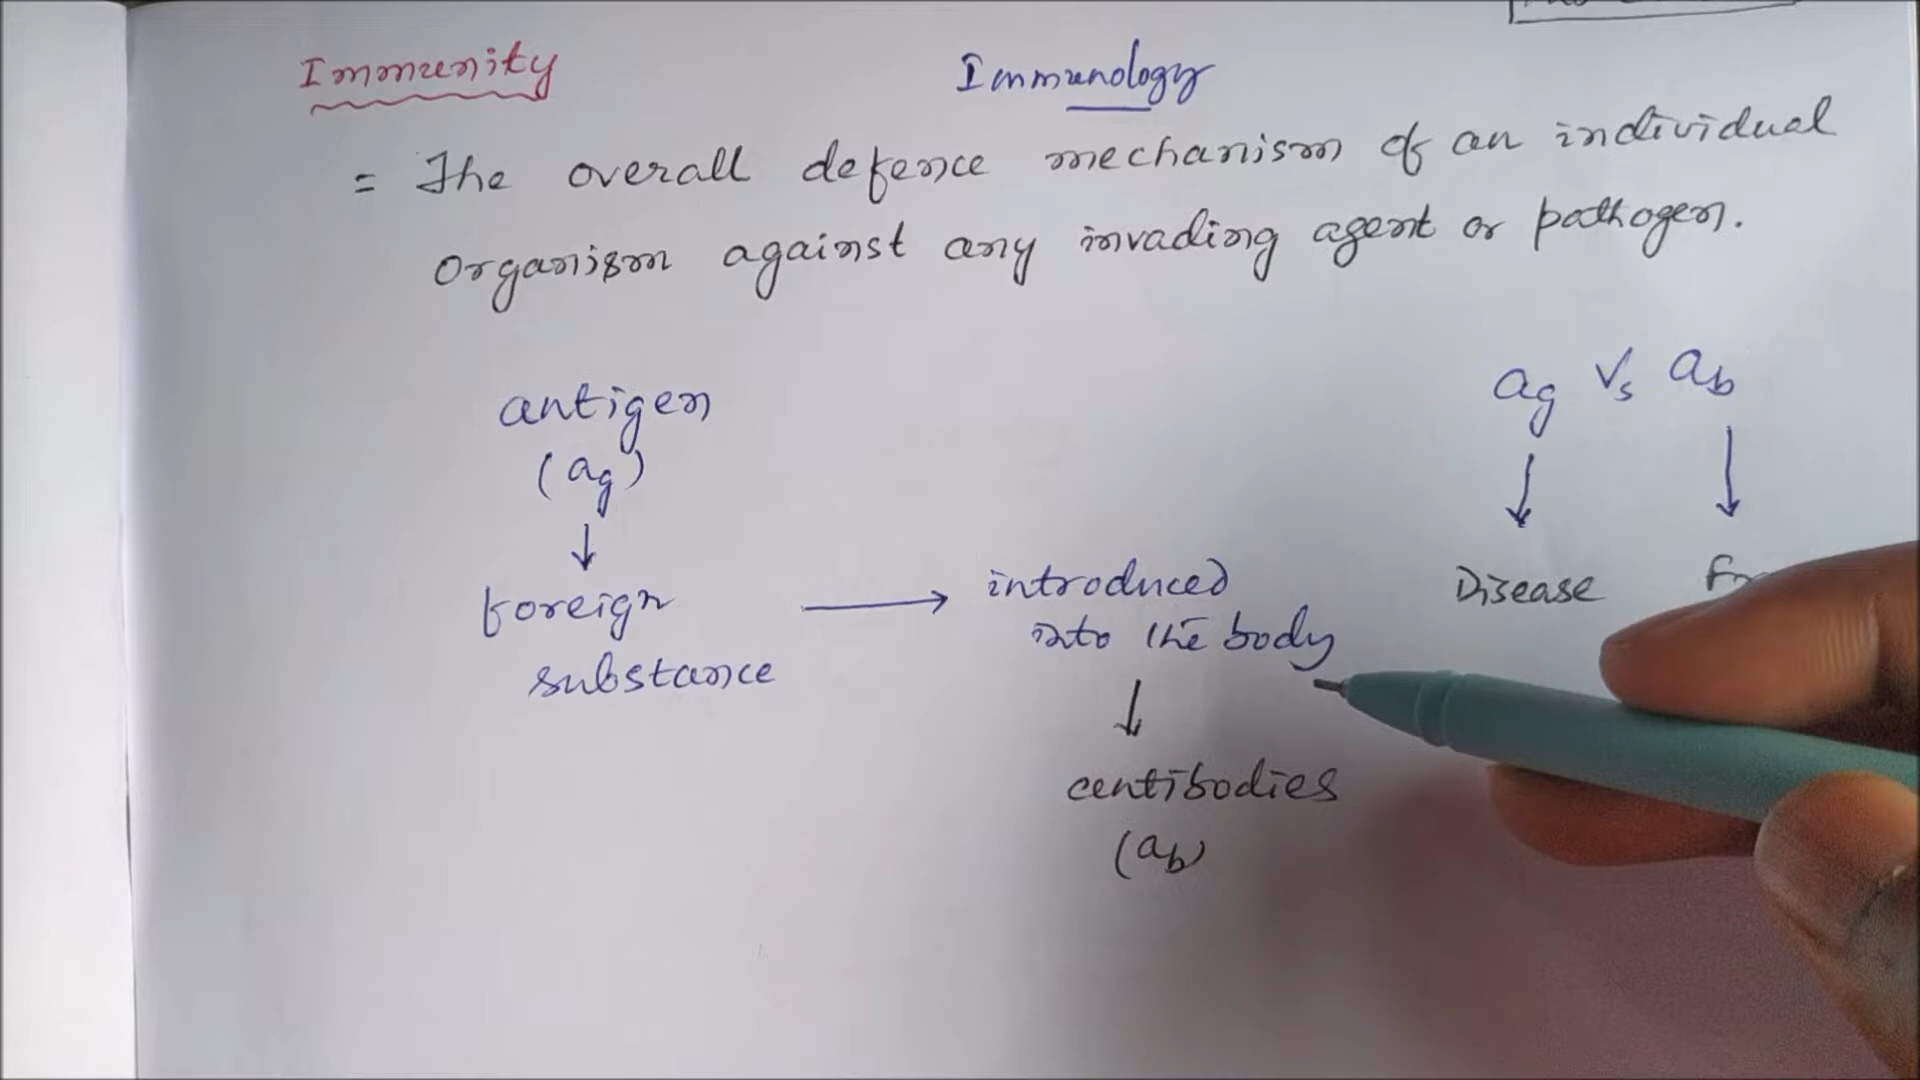 Immunity
Immunology
= The overall defence mechanism of an individual
organism against any invading agent or pathogen.
antigen
(ag)
↓
foreign
substance
→
introduced
into the body
↓
antibodies
(ab)
ag Vs ab
↓ ↓
Disease